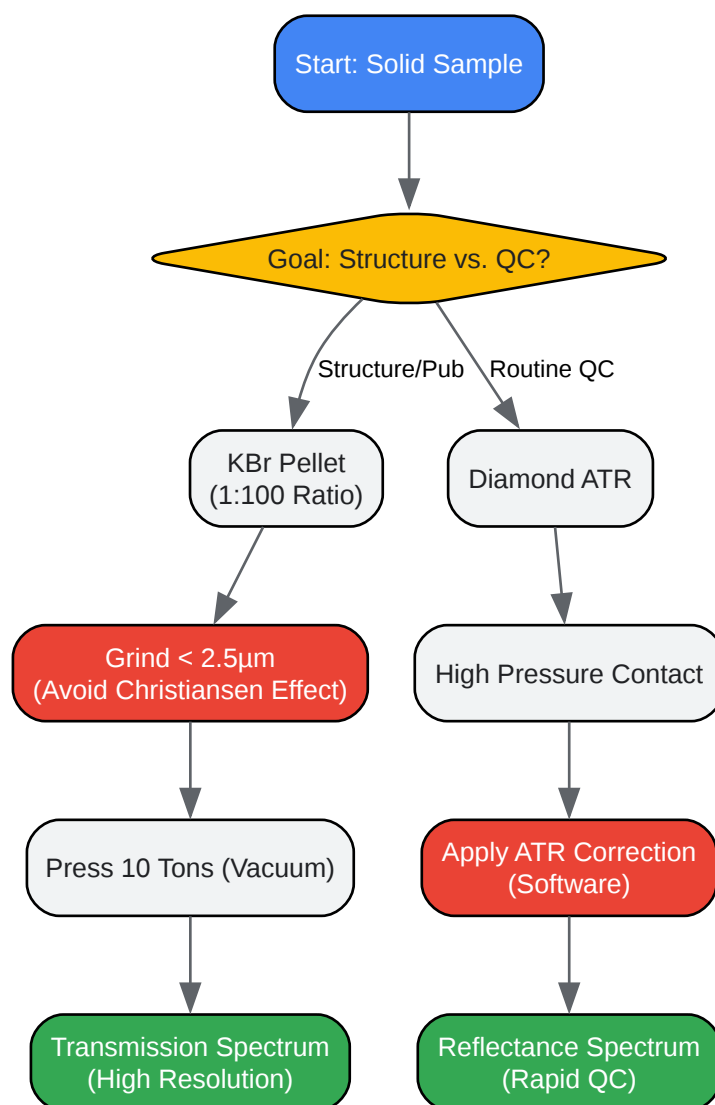 Start: Solid Sample
Goal: Structure vs. QC?
Structure/Pub
Routine QC
KBr Pellet
(1:100 Ratio)
Diamond ATR
Grind < 2.5µm
(Avoid Christiansen Effect)
High Pressure Contact
Press 10 Tons (Vacuum)
Apply ATR Correction
(Software)
Transmission Spectrum
(High Resolution)
Reflectance Spectrum
(Rapid QC)